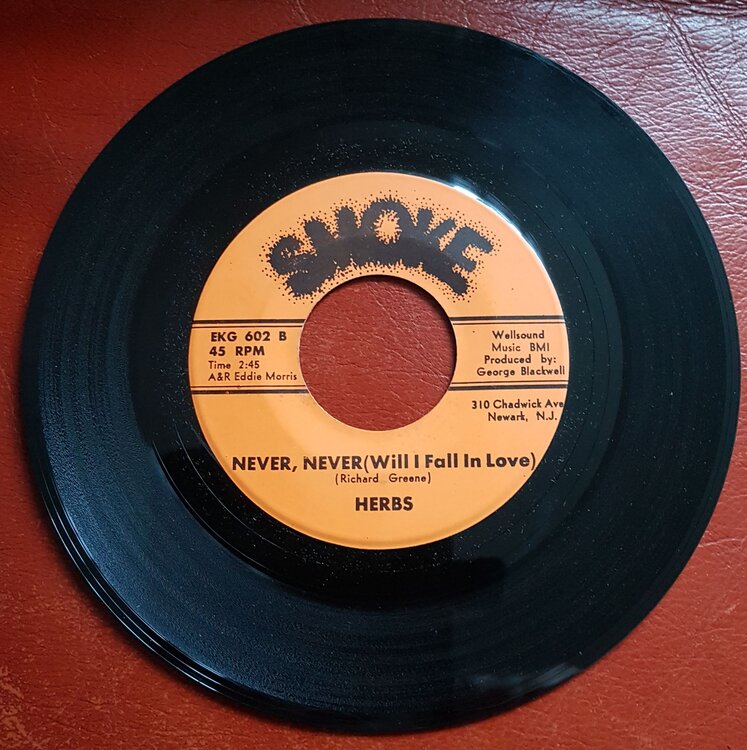 SMOKE
EKG 602 B
45 RPM
Time 2:45
A&R Eddie Morris
Wellsound
Music BMI
Produced by:
George Blackwell
310 Chadwick Ave
Newark, N.J.
NEVER, NEVER(Will I Fall In Love)
(Richard Greene)
HERBS